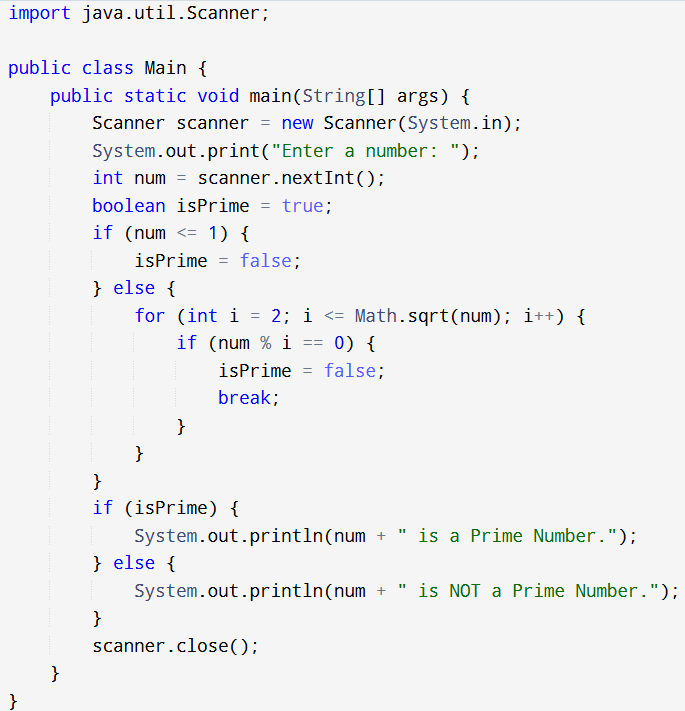 import java.util.Scanner;

public class Main {
    public static void main(String[] args) {
        Scanner scanner = new Scanner(System.in);
        System.out.print("Enter a number: ");
        int num = scanner.nextInt();
        boolean isPrime = true;
        if (num <= 1) {
            isPrime = false;
        } else {
            for (int i = 2; i <= Math.sqrt(num); i++) {
                if (num % i == 0) {
                    isPrime = false;
                    break;
                }
            }
        }
        if (isPrime) {
            System.out.println(num + " is a Prime Number.");
        } else {
            System.out.println(num + " is NOT a Prime Number.");
        }
        scanner.close();
    }
}